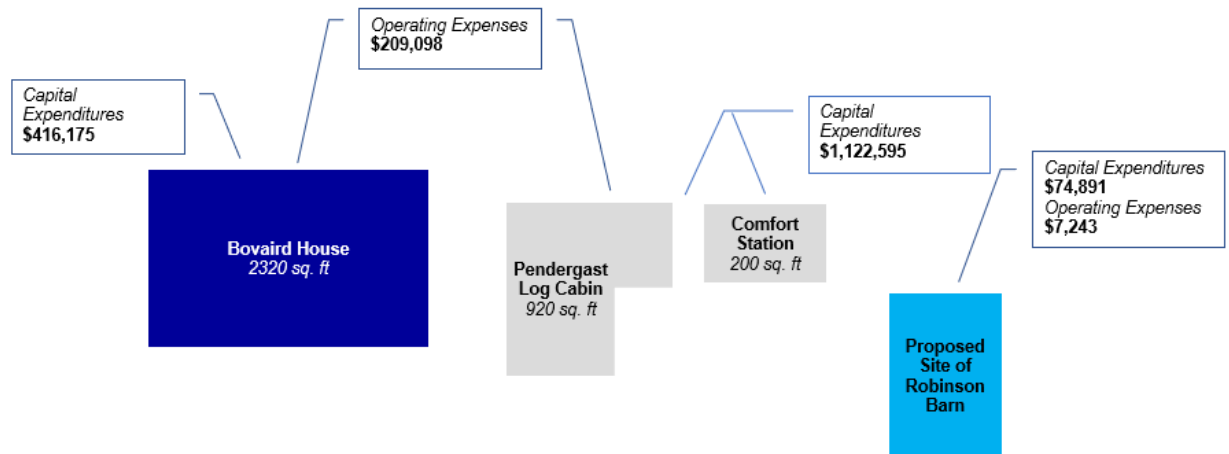 Operating Expenses
$209,098
Capital
Expenditures
$416,175
Capital
Expenditures
$1,122,595
Capital Expenditures
$74,891
Operating Expenses
$7,243
Bovaird House
2320 sq. ft
Pendergast
Log Cabin
920 sq. ft
Comfort
Station
200 sq. ft
Proposed
Site of
Robinson
Barn